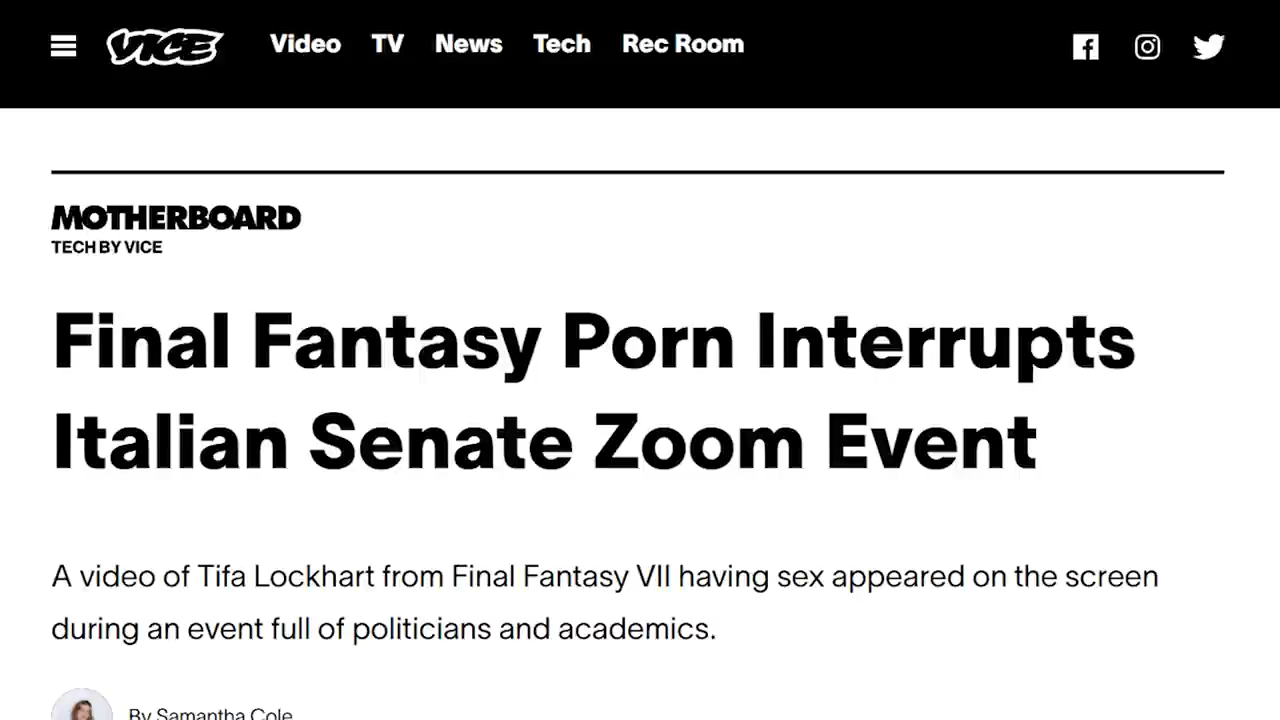 VICE Video TV News Tech Rec Room
MOTHERBOARD
TECH BY VICE
Final Fantasy Porn Interrupts
Italian Senate Zoom Event
A video of Tifa Lockhart from Final Fantasy VII having sex appeared on the screen
during an event full of politicians and academics.
By Samantha Cole